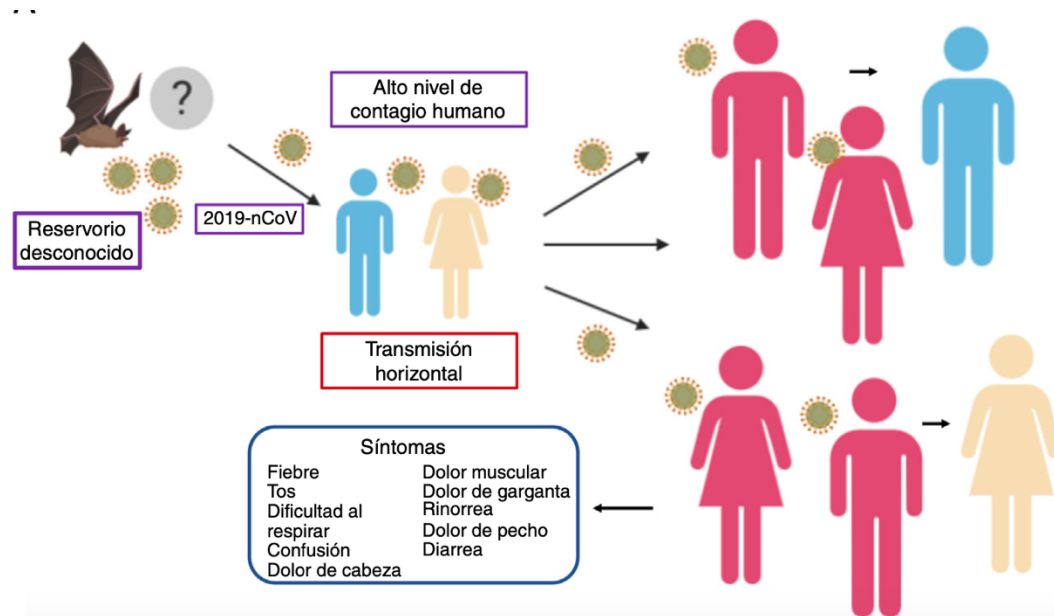 ?
Alto nivel de
contagio humano
2019-nCoV
Reservorio
desconocido
Transmisión
horizontal
Síntomas
Fiebre
Tos
Dificultad al
respirar
Confusión
Dolor de cabeza
Dolor muscular
Dolor de garganta
Rinorrea
Dolor de pecho
Diarrea